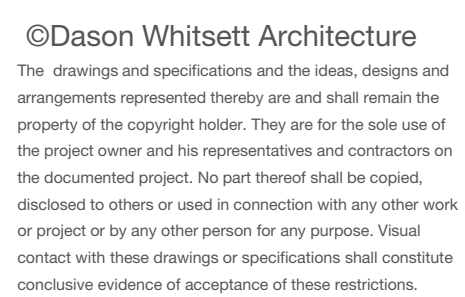 ©Dason Whitsett Architecture
The drawings and specifications and the ideas, designs and
arrangements represented thereby are and shall remain the
property of the copyright holder. They are for the sole use of
the project owner and his representatives and contractors on
the documented project. No part thereof shall be copied,
disclosed to others or used in connection with any other work
or project or by any other person for any purpose. Visual
contact with these drawings or specifications shall constitute
conclusive evidence of acceptance of these restrictions.